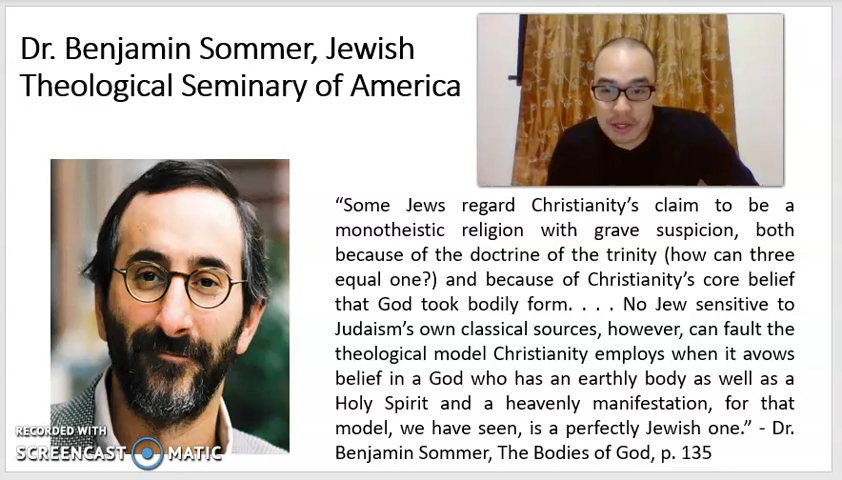 Dr. Benjamin Sommer, Jewish
Theological Seminary of America
“Some Jews regard Christianity’s claim to be a
monotheistic religion with grave suspicion, both
because of the doctrine of the trinity (how can three
equal one?) and because of Christianity’s core belief
that God took bodily form. . . . No Jew sensitive to
Judaism’s own classical sources, however, can fault the
theological model Christianity employs when it avows
belief in a God who has an earthly body as well as a
Holy Spirit and a heavenly manifestation, for that
model, we have seen, is a perfectly Jewish one.” - Dr.
Benjamin Sommer, The Bodies of God, p. 135
RECORDED WITH
SCREENCAST MATIC